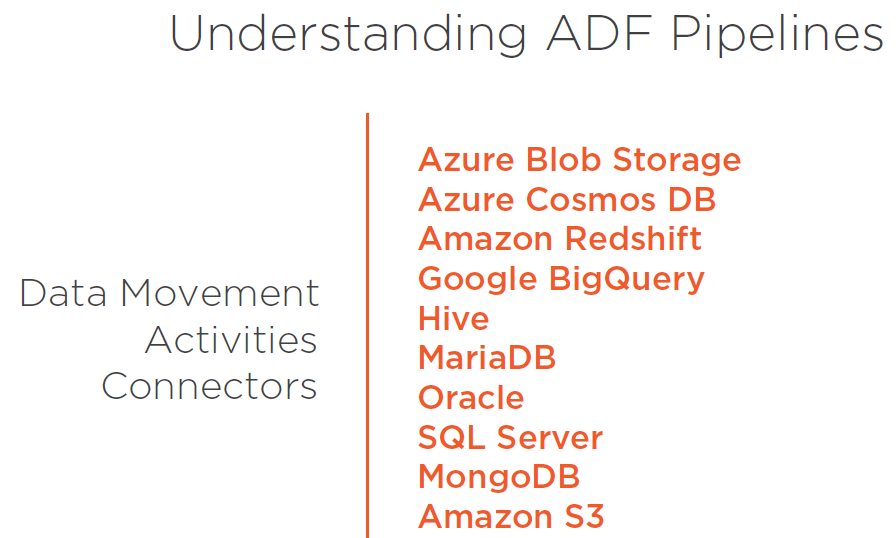 Understanding ADF Pipelines
Data Movement
Activities
Connectors
Azure Blob Storage
Azure Cosmos DB
Amazon Redshift
Google BigQuery
Hive
MariaDB
Oracle
SQL Server
MongoDB
Amazon S3